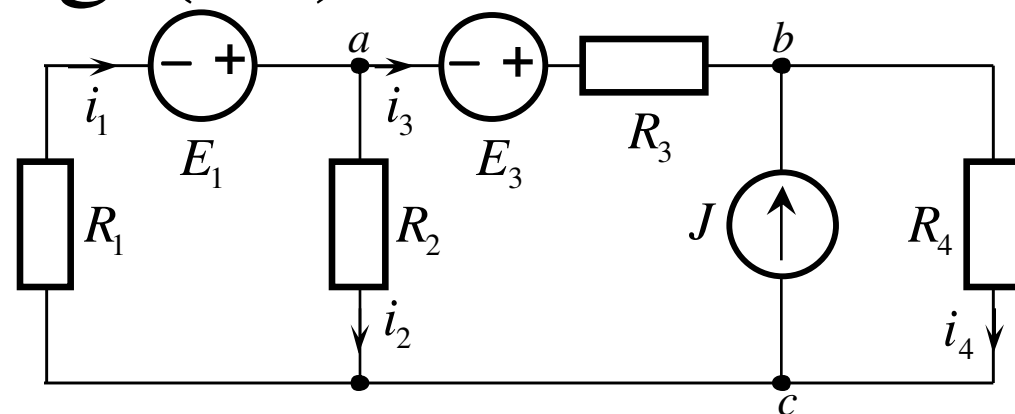 a b
− + − +
i1 i3
E1 E3 R3
R1 R2 J R4
i2 i4
c